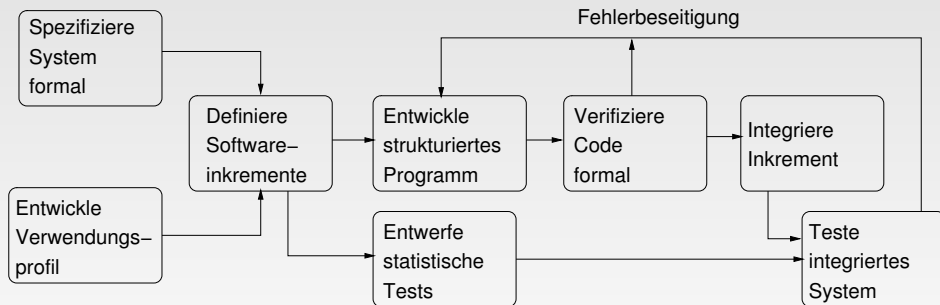 Fehlerbeseitigung
Spezifiziere
System
formal
Definiere
Software–
inkremente
Entwickle
strukturiertes
Programm
Verifiziere
Code
formal
Integriere
Inkrement
Entwickle
Verwendungs–
profil
Entwerfe
statistische
Tests
Teste
integriertes
System